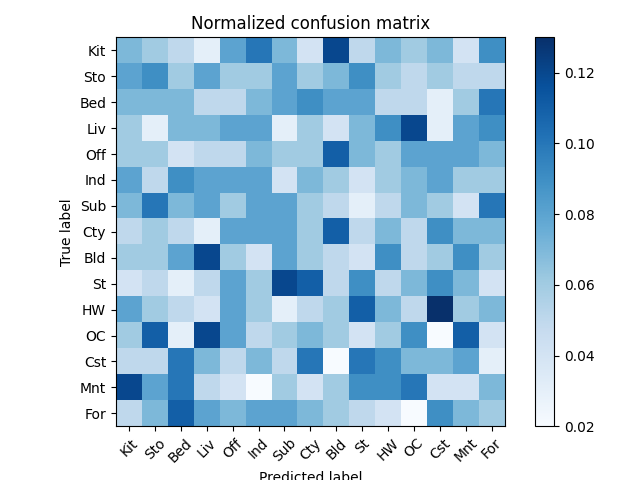 Normalized confusion matrix
True label
Kit
Sto
Bed
Liv
Off
Ind
Sub
Cty
Bld
St
HW
OC
Cst
Mnt
For
Kit Sto Bed Liv Off Ind Sub Cty Bld St HW OC Cst Mnt For
Predicted label
0.12
0.10
0.08
0.06
0.04
0.02